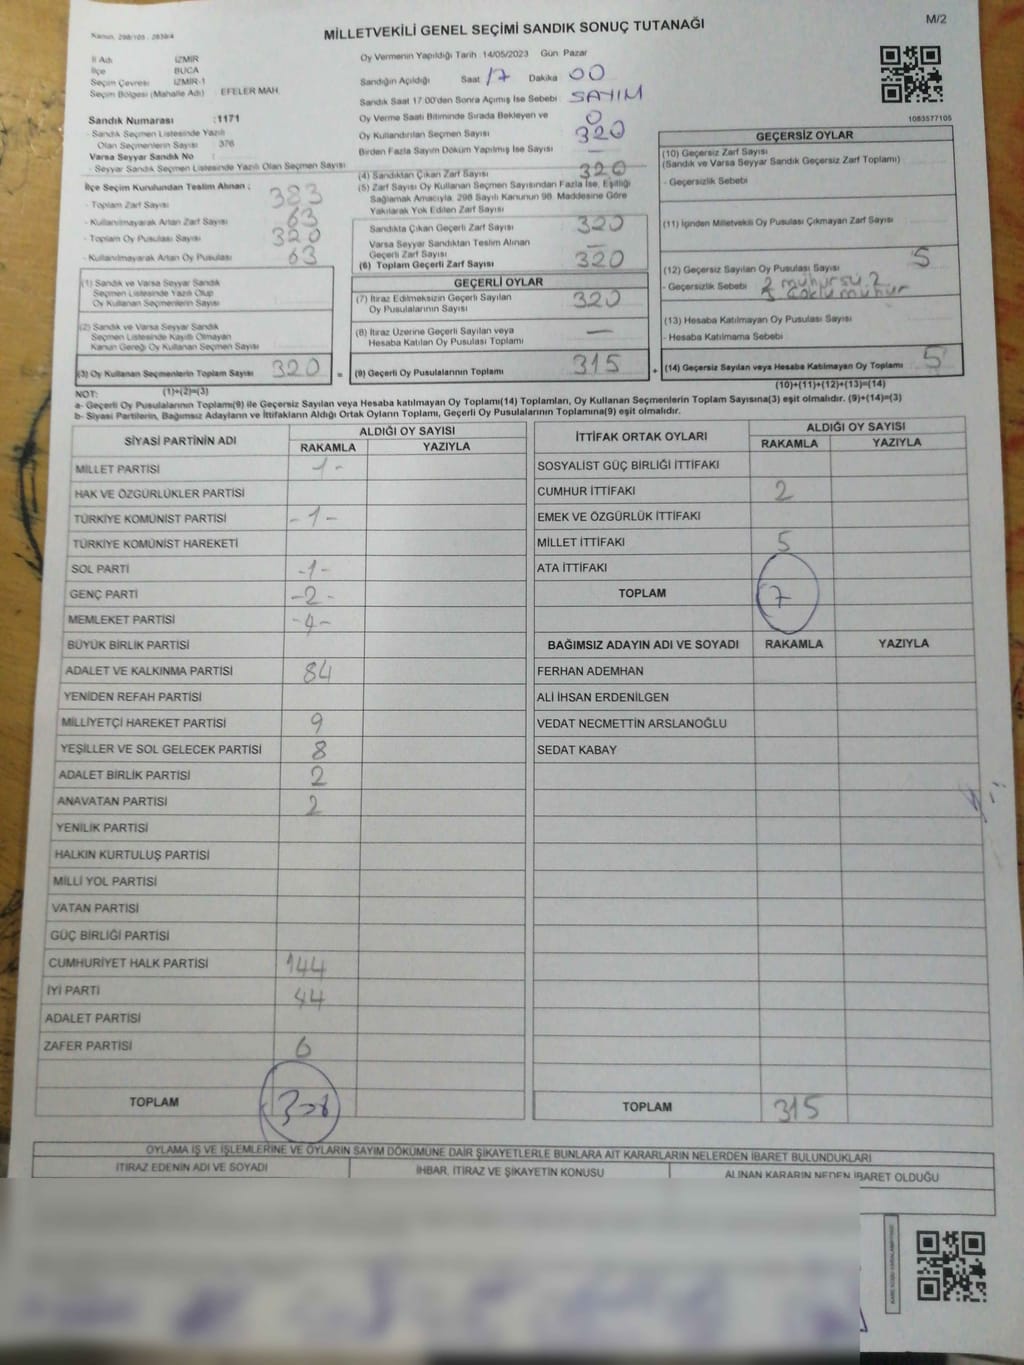 M/2
MİLLETVEKİLİ GENEL SEÇİMİ SANDIK SONUÇ TUTANAĞI
İl Adı İZMİR
İlçe BUCA
Seçim Çevresi İZMİR-1
Seçim Bölgesi (Mahalle Adı) : EFELER MAH.
Sandık Numarası :1171
- Sandık Seçmen Listesinde Yazılı
Olan Seçmenlerin Sayısı 376
Varsa Seyyar Sandık No :
- Seyyar Sandık Seçmen Listesinde Yazılı Olan Seçmen Sayısı
İlçe Seçim Kurulundan Teslim Alınan ;
- Toplam Zarf Sayısı 383
- Kullanılmayarak Artan Zarf Sayısı 63
- Toplam Oy Pusulası Sayısı 320
- Kullanılmayarak Artan Oy Pusulası 63
(1) Sandık ve Varsa Seyyar Sandık
Seçmen Listesinde Yazılı Olup
Oy Kullanan Seçmenlerin Sayısı
(2) Sandık ve Varsa Seyyar Sandık
Seçmen Listesinde Kayıtlı Olmayan
Kanun Gereği Oy Kullanan Seçmen Sayısı
(3) Oy Kullanan Seçmenlerin Toplam Sayısı 320 =
Oy Vermenin Yapıldığı Tarih 14/05/2023 Gün Pazar
Sandığın Açıldığı Saat 17 Dakika 00
Sandık Saat 17.00'den Sonra Açımış İse Sebebi SAYIM
Oy Verme Saati Bitiminde Sırada Bekleyen ve 0
Oy Kullandırılan Seçmen Sayısı 320
Birden Fazla Sayım Döküm Yapılmış İse Sayısı —
(4) Sandıktan Çıkan Zarf Sayısı 320
(5) Zarf Sayısı Oy Kullanan Seçmen Sayısından Fazla İse, Eşitliği
Sağlamak Amacıyla, 298 Sayılı Kanunun 98. Maddesine Göre
Yakılarak Yok Edilen Zarf Sayısı
Sandıkta Çıkan Geçerli Zarf Sayısı 320
Varsa Seyyar Sandıktan Teslim Alınan
Geçerli Zarf Sayısı —
(6) Toplam Geçerli Zarf Sayısı 320
GEÇERLİ OYLAR
(7) İtiraz Edilmeksizin Geçerli Sayılan
Oy Pusulalarının Sayısı 320
(8) İtiraz Üzerine Geçerli Sayılan veya
Hesaba Katılan Oy Pusulası Toplamı —
(9) Geçerli Oy Pusulalarının Toplamı 315 +
1083577105
GEÇERSİZ OYLAR
(10) Geçersiz Zarf Sayısı
(Sandık ve Varsa Seyyar Sandık Geçersiz Zarf Toplamı)
- Geçersizlik Sebebi
(11) İçinden Milletvekili Oy Pusulası Çıkmayan Zarf Sayısı
(12) Geçersiz Sayılan Oy Pusulası Sayısı 5
- Geçersizlik Sebebi
(13) Hesaba Katılmayan Oy Pusulası Sayısı
- Hesaba Katılmama Sebebi
(14) Geçersiz Sayılan veya Hesaba Katılmayan Oy Toplamı 5
NOT: (1)+(2)=(3) (10)+(11)+(12)+(13)=(14)
a- Geçerli Oy Pusulalarının Toplamı(9) ile Geçersiz Sayılan veya Hesaba katılmayan Oy Toplamı(14) Toplamları, Oy Kullanan Seçmenlerin Toplam Sayısına(3) eşit olmalıdır. (9)+(14)=(3)
b- Siyasi Partilerin, Bağımsız Adayların ve İttifakların Aldığı Ortak Oyların Toplamı, Geçerli Oy Pusulalarının Toplamına(9) eşit olmalıdır.
SİYASİ PARTİNİN ADI ALDIĞI OY SAYISI
RAKAMLA YAZIYLA
MİLLET PARTİSİ 1 -
HAK VE ÖZGÜRLÜKLER PARTİSİ
TÜRKİYE KOMÜNİST PARTİSİ - 1 -
TÜRKİYE KOMÜNİST HAREKETİ
SOL PARTİ -1-
GENÇ PARTİ -2-
MEMLEKET PARTİSİ -4-
BÜYÜK BİRLİK PARTİSİ
ADALET VE KALKINMA PARTİSİ 84
YENİDEN REFAH PARTİSİ
MİLLİYETÇİ HAREKET PARTİSİ 9
YEŞİLLER VE SOL GELECEK PARTİSİ 8
ADALET BİRLİK PARTİSİ 2
ANAVATAN PARTİSİ 2
YENİLİK PARTİSİ
HALKIN KURTULUŞ PARTİSİ
MİLLİ YOL PARTİSİ
VATAN PARTİSİ
GÜÇ BİRLİĞİ PARTİSİ
CUMHURİYET HALK PARTİSİ 144
İYİ PARTİ 44
ADALET PARTİSİ
ZAFER PARTİSİ 6
TOPLAM 308
İTTİFAK ORTAK OYLARI ALDIĞI OY SAYISI
RAKAMLA YAZIYLA
SOSYALİST GÜÇ BİRLİĞİ İTTİFAKI
CUMHUR İTTİFAKI 2
EMEK VE ÖZGÜRLÜK İTTİFAKI
MİLLET İTTİFAKI 5
ATA İTTİFAKI
TOPLAM 7
BAĞIMSIZ ADAYIN ADI VE SOYADI RAKAMLA YAZIYLA
FERHAN ADEMHAN
ALİ İHSAN ERDENİLGEN
VEDAT NECMETTİN ARSLANOĞLU
SEDAT KABAY
TOPLAM 315
OYLAMA İŞ VE İŞLEMLERİNE VE OYLARIN SAYIM DÖKÜMÜNE DAİR ŞİKAYETLERLE BUNLARA AİT KARARLARIN NELERDEN İBARET BULUNDUKLARI
İTİRAZ EDENİN ADI VE SOYADI İHBAR, İTİRAZ VE ŞİKAYETİN KONUSU ALINAN KARARIN NEDEN İBARET OLDUĞU